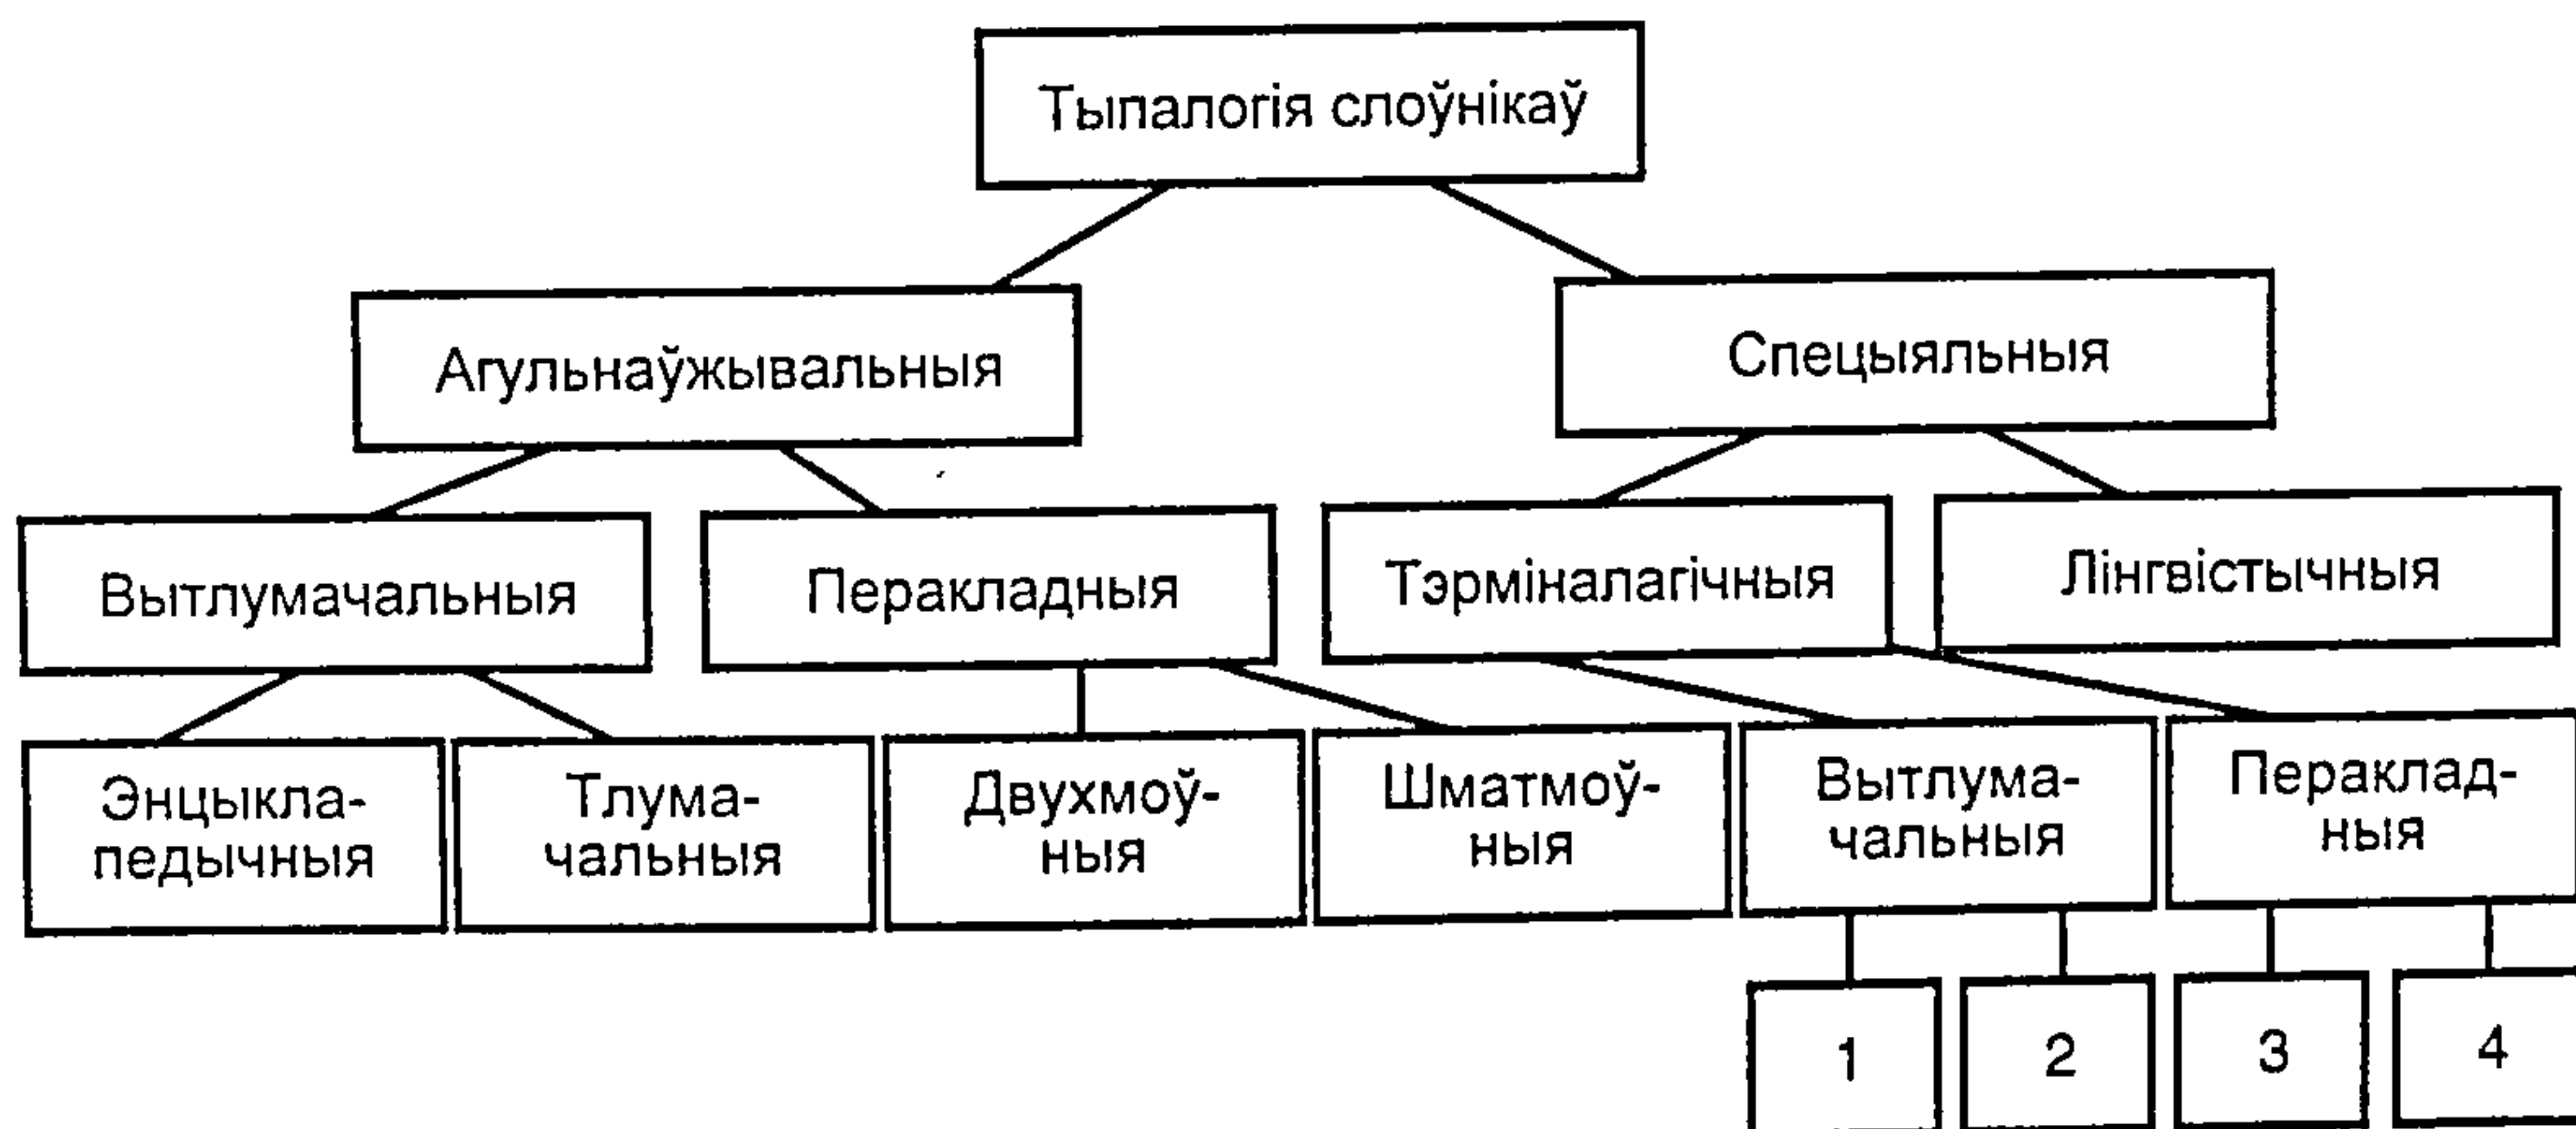 Тыпалогія слоўнікаў
Агульнаўжывальныя
Спецыяльныя
Вытлумачальныя
Перакладныя
Тэрміналагічныя
Лінгвістычныя
Энцыкла-
педычныя
Тлума-
чальныя
Двухмоў-
ныя
Шматмоў-
ныя
Вытлума-
чальныя
Пераклад-
ныя
1
2
3
4